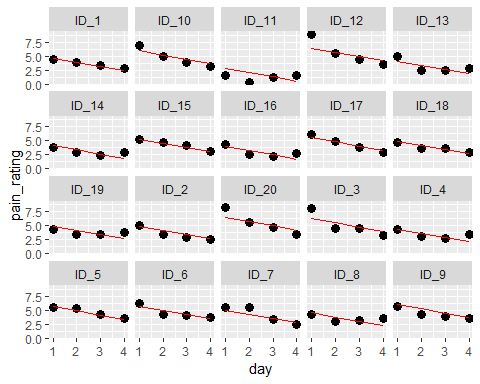 ID_1 ID_10 ID_11 ID_12 ID_13
7.5
5.0
2.5
0.0
ID_14 ID_15 ID_16 ID_17 ID_18
7.5
5.0
2.5
0.0
pain_rating
ID_19 ID_2 ID_20 ID_3 ID_4
7.5
5.0
2.5
0.0
ID_5 ID_6 ID_7 ID_8 ID_9
7.5
5.0
2.5
0.0
1 2 3 4 1 2 3 4 1 2 3 4 1 2 3 4 1 2 3 4
day